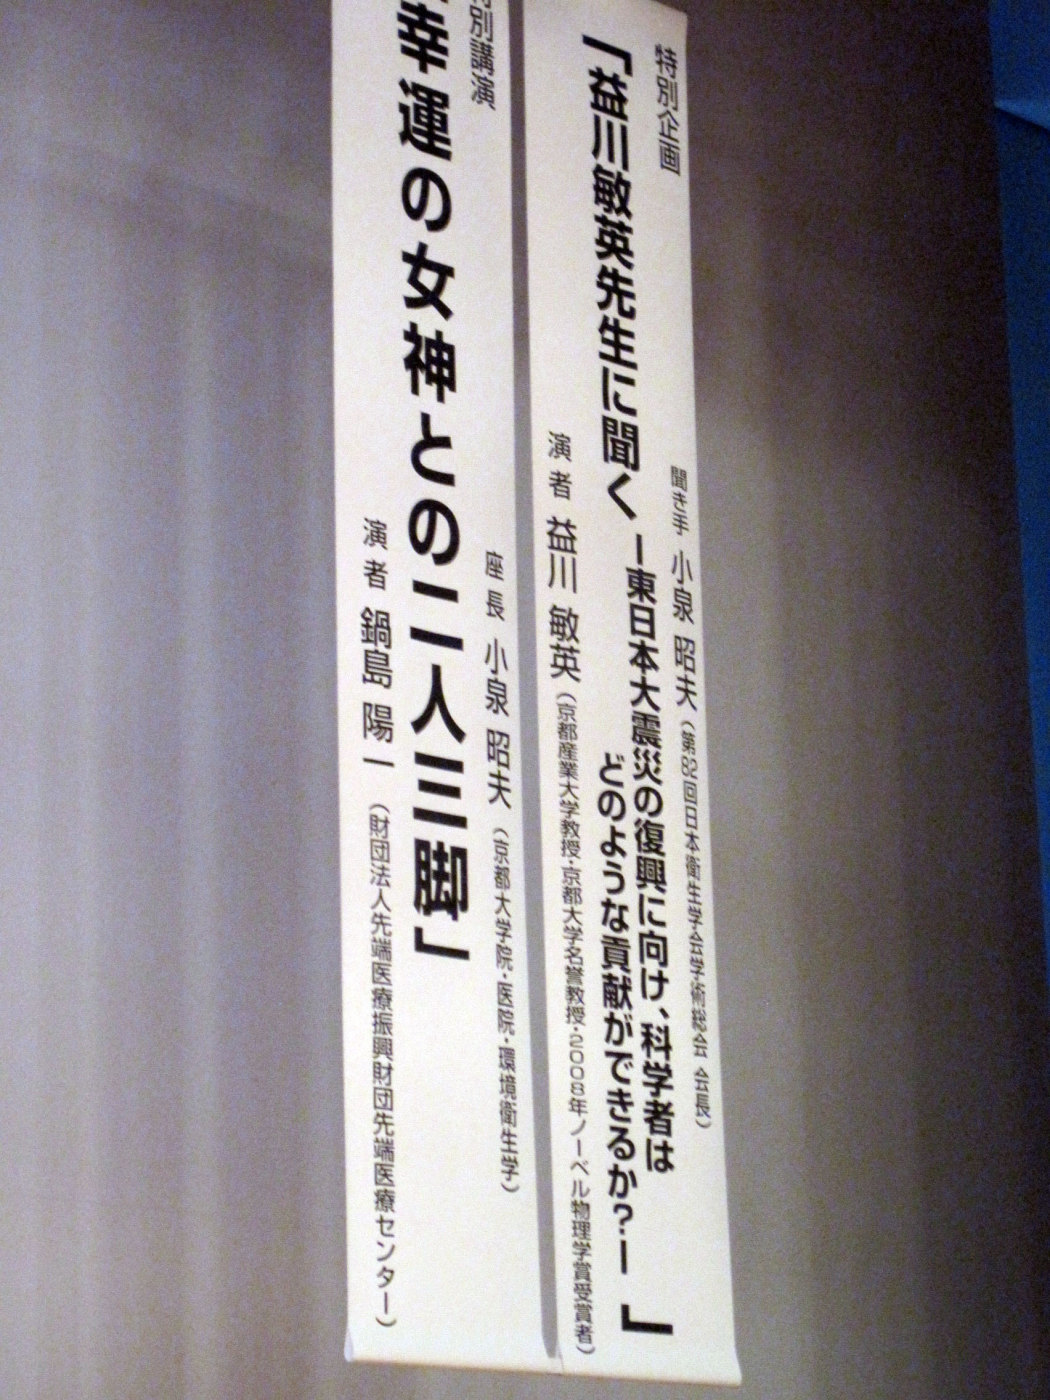 特別企画
「益川敏英先生に聞く ー東日本大震災の復興に向け、科学者は
どのような貢献ができるか?ー」
聞き手 小泉 昭夫（第82回日本衛生学会学術総会 会長）
演者 益川 敏英（京都産業大学教授・京都大学名誉教授・2008年ノーベル物理学賞受賞者）
別講演
幸運の女神との二人三脚」
座長 小泉 昭夫（京都大学院・医院・環境衛生学）
演者 鍋島 陽一（財団法人先端医療振興財団先端医療センター）